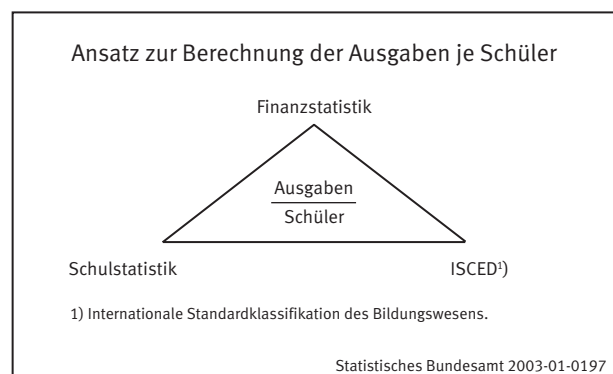 Ansatz zur Berechnung der Ausgaben je Schüler
Finanzstatistik
Ausgaben
Schüler
Schulstatistik ISCED¹)
1) Internationale Standardklassifikation des Bildungswesens.
Statistisches Bundesamt 2003-01-0197